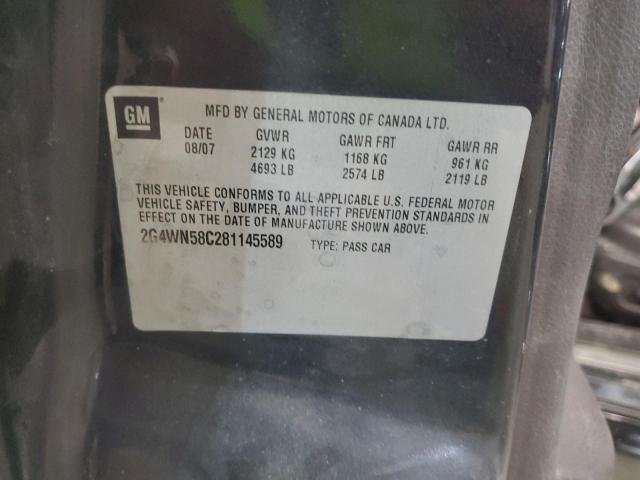 GM
MFD BY GENERAL MOTORS OF CANADA LTD.
DATE GVWR GAWR FRT GAWR RR
08/07 2129 KG 1168 KG 961 KG
4693 LB 2574 LB 2119 LB
THIS VEHICLE CONFORMS TO ALL APPLICABLE U.S. FEDERAL MOTOR
VEHICLE SAFETY, BUMPER, AND THEFT PREVENTION STANDARDS IN
EFFECT ON THE DATE OF MANUFACTURE SHOWN ABOVE.
2G4WN58C281145589 TYPE: PASS CAR